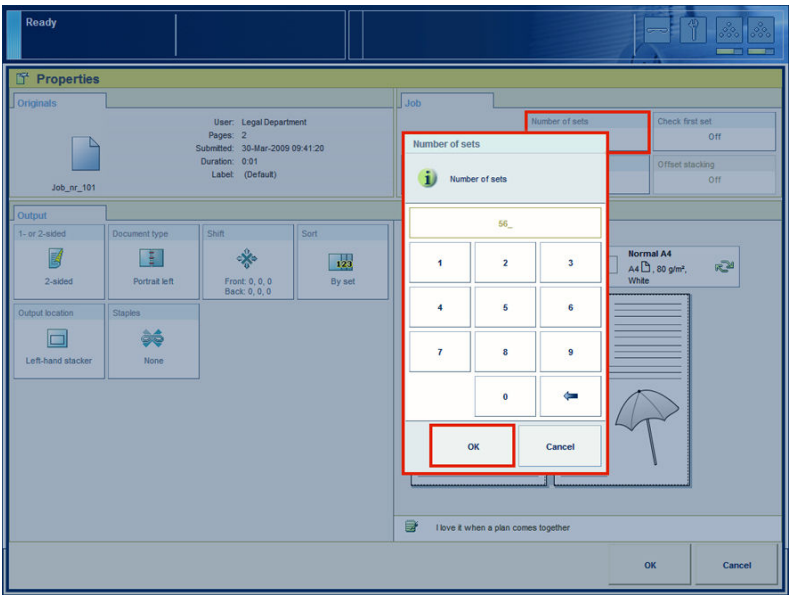 Ready
Properties
Originals
User: Legal Department
Pages: 2
Submitted: 30-Mar-2009 09:41:20
Duration: 0:01
Label: (Default)
Job_nr_101
Job
Number of sets
Check first set
Off
Offset stacking
Off
Output
1- or 2-sided
2-sided
Document type
Portrait left
Shift
Front: 0, 0, 0
Back: 0, 0, 0
Sort
123
By set
Output location
Left-hand stacker
Staples
None
Number of sets
Number of sets
56_
1 2 3
4 5 6
7 8 9
0
OK Cancel
Normal A4
A4 , 80 g/m²,
White
I love it when a plan comes together
OK Cancel